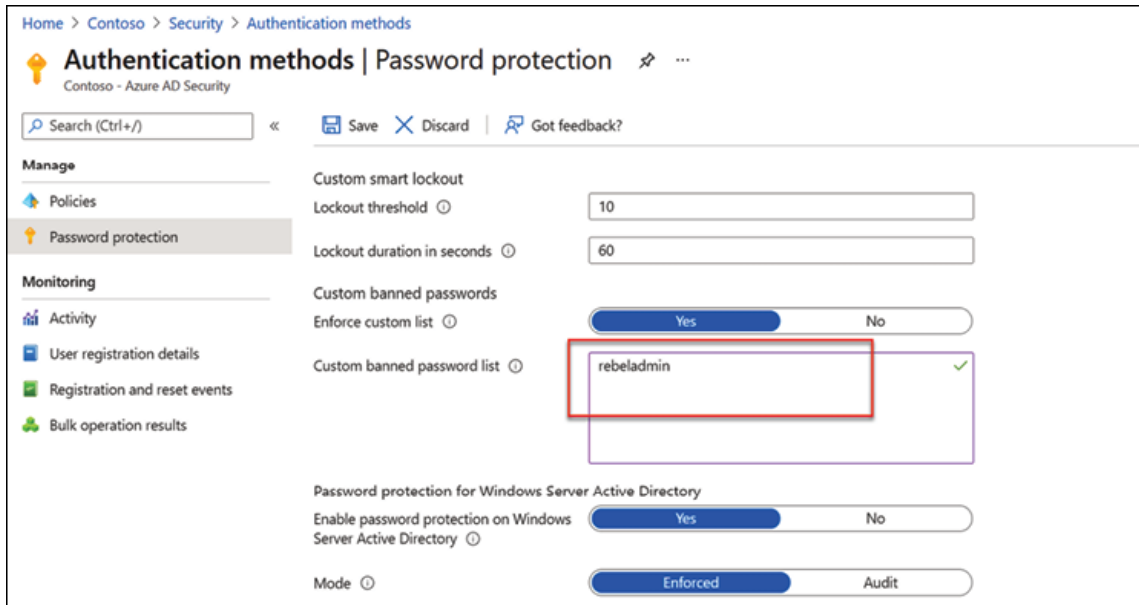 Home > Contoso > Security > Authentication methods
Authentication methods | Password protection
Contoso - Azure AD Security
Search (Ctrl+/)
Manage
Policies
Password protection
Monitoring
Activity
User registration details
Registration and reset events
Bulk operation results
Save Discard Got feedback?
Custom smart lockout
Lockout threshold 10
Lockout duration in seconds 60
Custom banned passwords
Enforce custom list Yes No
Custom banned password list rebeladmin
Password protection for Windows Server Active Directory
Enable password protection on Windows Yes No
Server Active Directory
Mode Enforced Audit